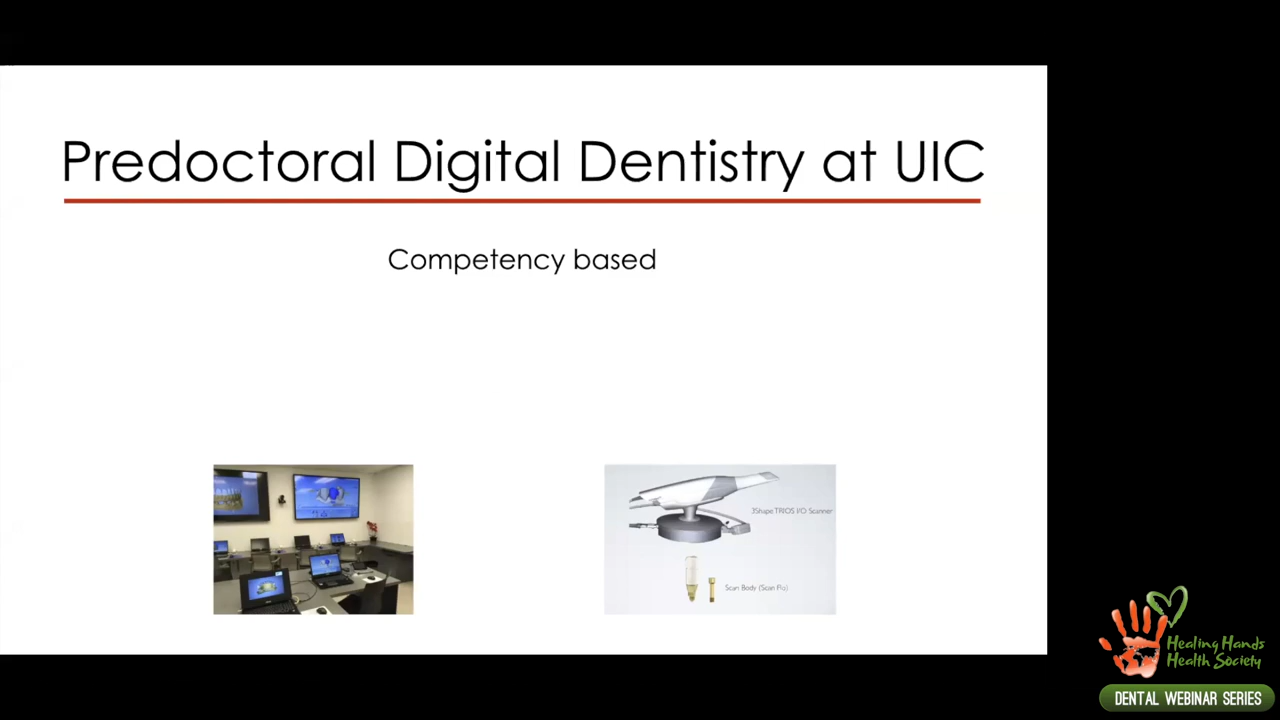 Predoctoral Digital Dentistry at UIC
Competency based
3Shape TRIOS I/O Scanner
Scan Body (Scan Flu)
Healing Hands
Health Society
DENTAL WEBINAR SERIES